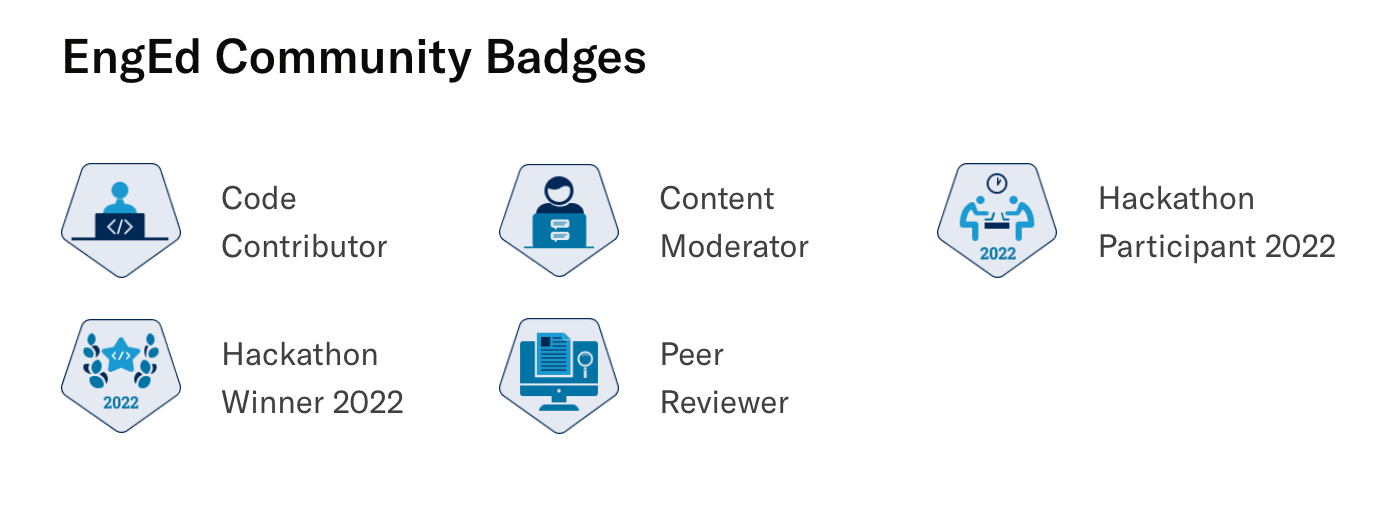 EngEd Community Badges
</>
Code
Contributor
Content
Moderator
2022
Hackathon
Participant 2022
</>
2022
Hackathon
Winner 2022
Peer
Reviewer